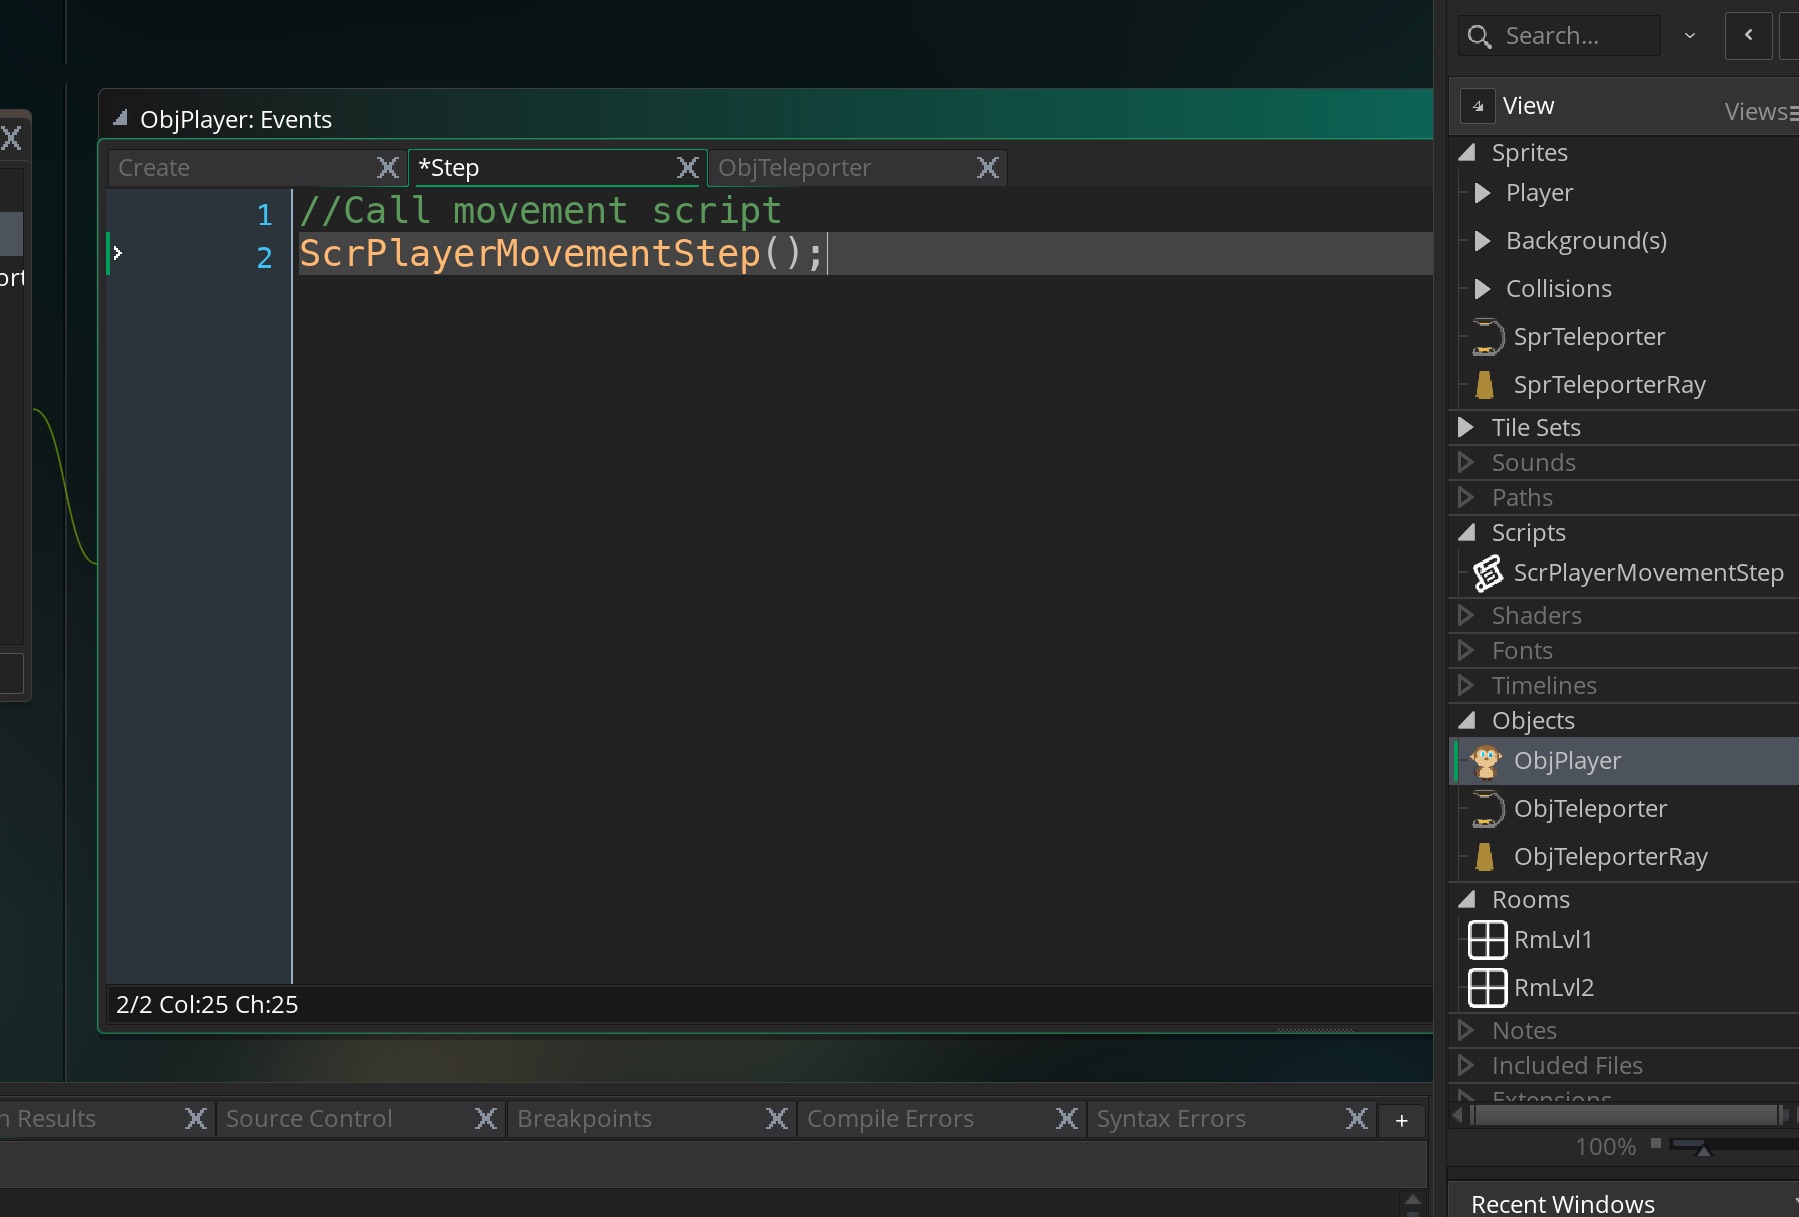 Search...
View
Views
ObjPlayer: Events
Create
*Step
ObjTeleporter
1 //Call movement script
2 ScrPlayerMovementStep();
2/2 Col:25 Ch:25
Results
Source Control
Breakpoints
Compile Errors
Syntax Errors
+
Sprites
Player
Background(s)
Collisions
SprTeleporter
SprTeleporterRay
Tile Sets
Sounds
Paths
Scripts
ScrPlayerMovementStep
Shaders
Fonts
Timelines
Objects
ObjPlayer
ObjTeleporter
ObjTeleporterRay
Rooms
RmLvl1
RmLvl2
Notes
Included Files
Extensions
100%
Recent Windows